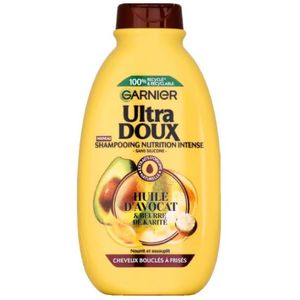 100% RECYCLÉ
& RECYCLABLE
GARNIER
Ultra
DOUX
NOUVEAU
SHAMPOOING NUTRITION INTENSE
SANS SILICONE
HUILE
D'AVOCAT
& BEURRE
DE KARITÉ
Nourrit et assouplit
CHEVEUX BOUCLÉS À FRISÉS